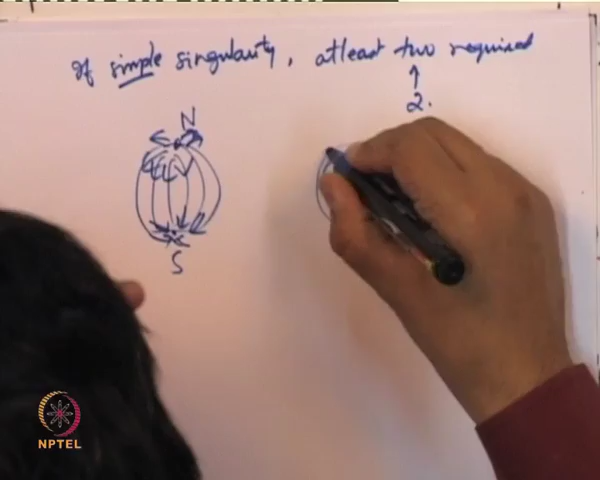 If simple singularity, atleast two required
2.
N
S
NPTEL